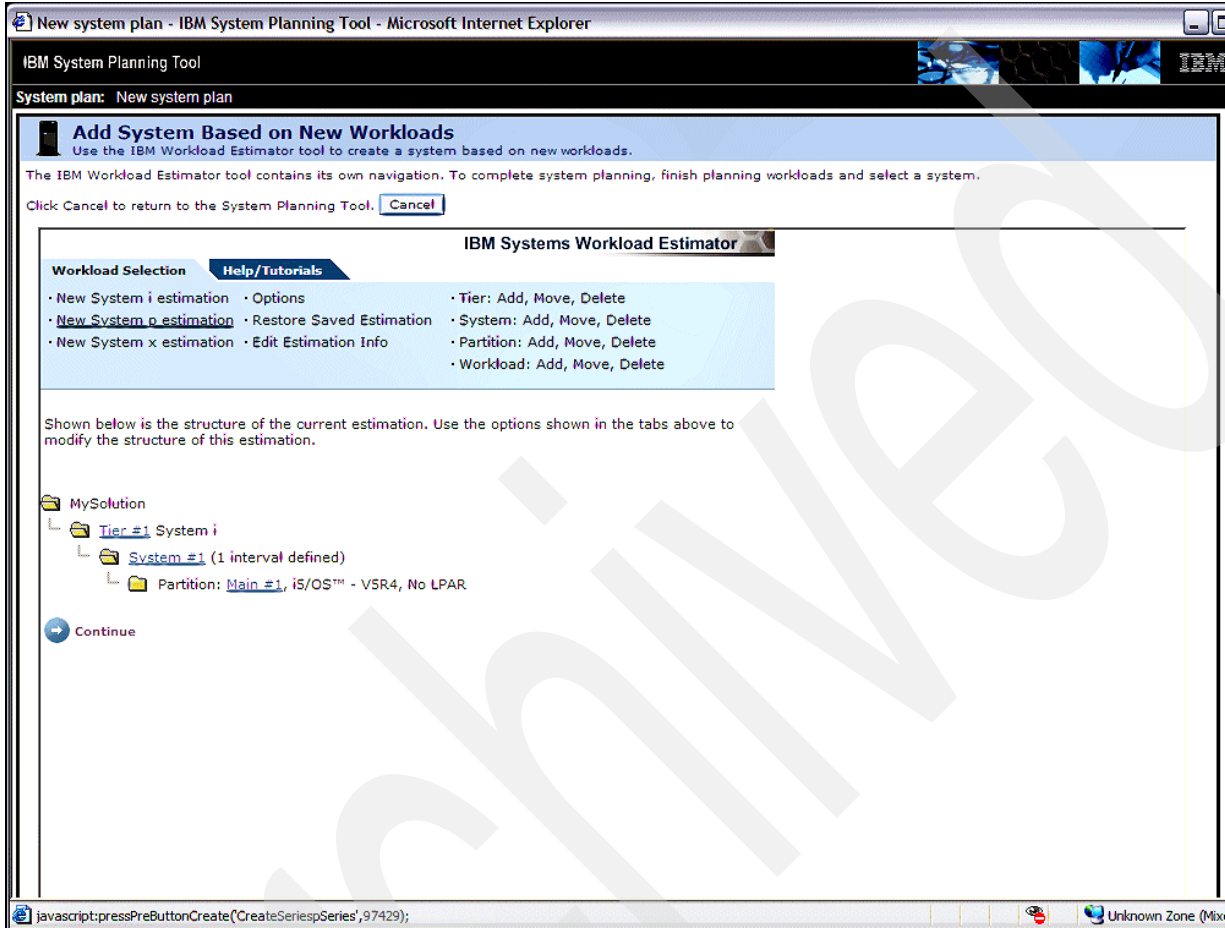 New system plan - IBM System Planning Tool - Microsoft Internet Explorer
IBM System Planning Tool
IBM
System plan: New system plan
Add System Based on New Workloads
Use the IBM Workload Estimator tool to create a system based on new workloads.
The IBM Workload Estimator tool contains its own navigation. To complete system planning, finish planning workloads and select a system.
Click Cancel to return to the System Planning Tool. Cancel
IBM Systems Workload Estimator
Workload Selection Help/Tutorials
· New System i estimation · Options · Tier: Add, Move, Delete
· New System p estimation · Restore Saved Estimation · System: Add, Move, Delete
· New System x estimation · Edit Estimation Info · Partition: Add, Move, Delete
· Workload: Add, Move, Delete
Shown below is the structure of the current estimation. Use the options shown in the tabs above to
modify the structure of this estimation.
MySolution
Tier #1 System i
System #1 (1 interval defined)
Partition: Main #1, i5/OS™ - V5R4, No LPAR
Continue
javascript:pressPreButtonCreate('CreateSeriespSeries',97429);
Unknown Zone (Mixe
rchived